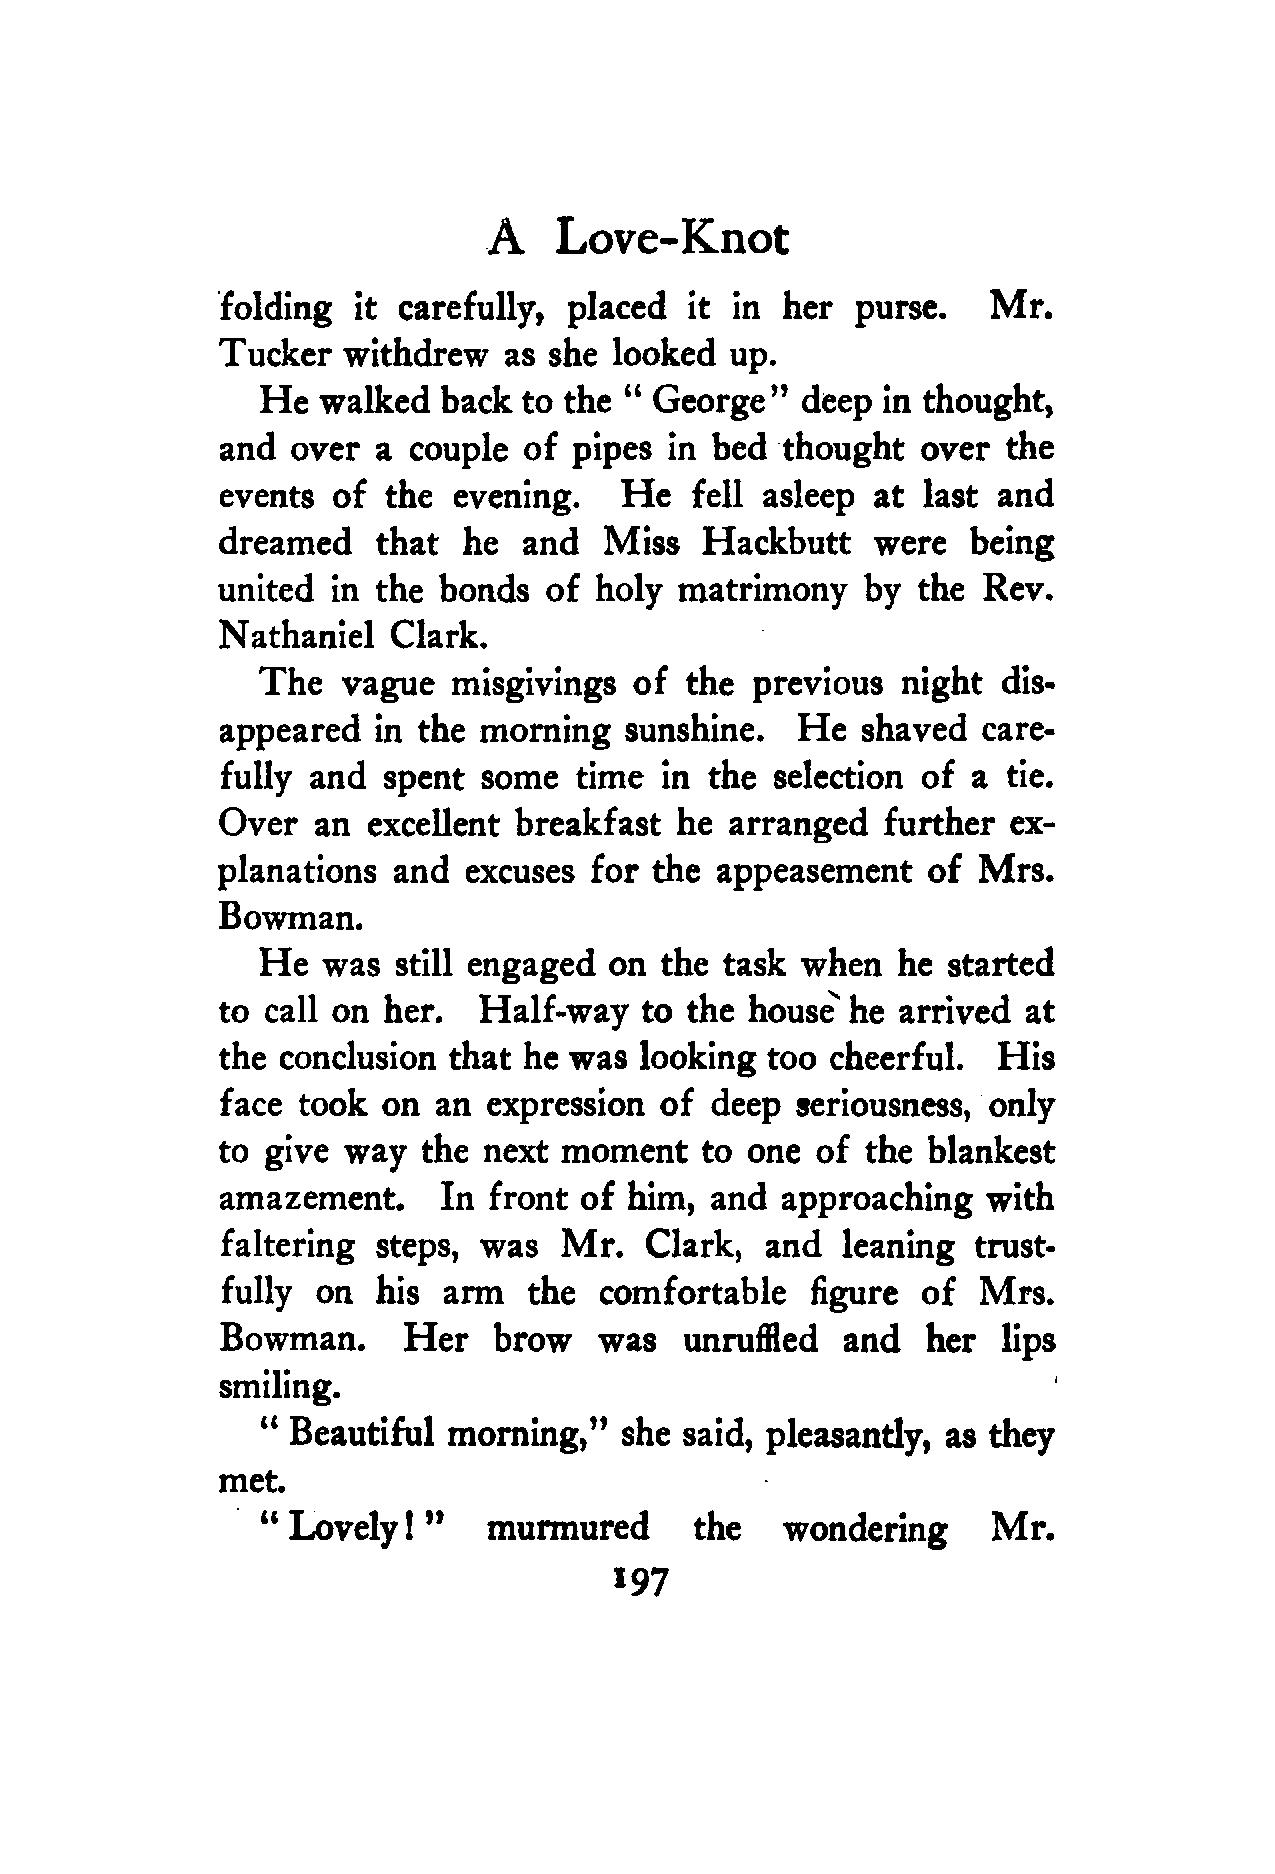 A Love-Knot
folding it carefully, placed it in her purse. Mr.
Tucker withdrew as she looked up.
He walked back to the “ George” deep in thought,
and over a couple of pipes in bed thought over the
events of the evening. He fell asleep at last and
dreamed that he and Miss Hackbutt were being
united in the bonds of holy matrimony by the Rev.
Nathaniel Clark.
The vague misgivings of the previous night dis-
appeared in the morning sunshine. He shaved care-
fully and spent some time in the selection of a tie.
Over an excellent breakfast he arranged further ex-
planations and excuses for the appeasement of Mrs.
Bowman.
He was still engaged on the task when he started
to call on her. Half-way to the house he arrived at
the conclusion that he was looking too cheerful. His
face took on an expression of deep seriousness, only
to give way the next moment to one of the blankest
amazement. In front of him, and approaching with
faltering steps, was Mr. Clark, and leaning trust-
fully on his arm the comfortable figure of Mrs.
Bowman. Her brow was unruffled and her lips
smiling.
“ Beautiful morning,” she said, pleasantly, as they
met.
“ Lovely! ” murmured the wondering Mr.
197